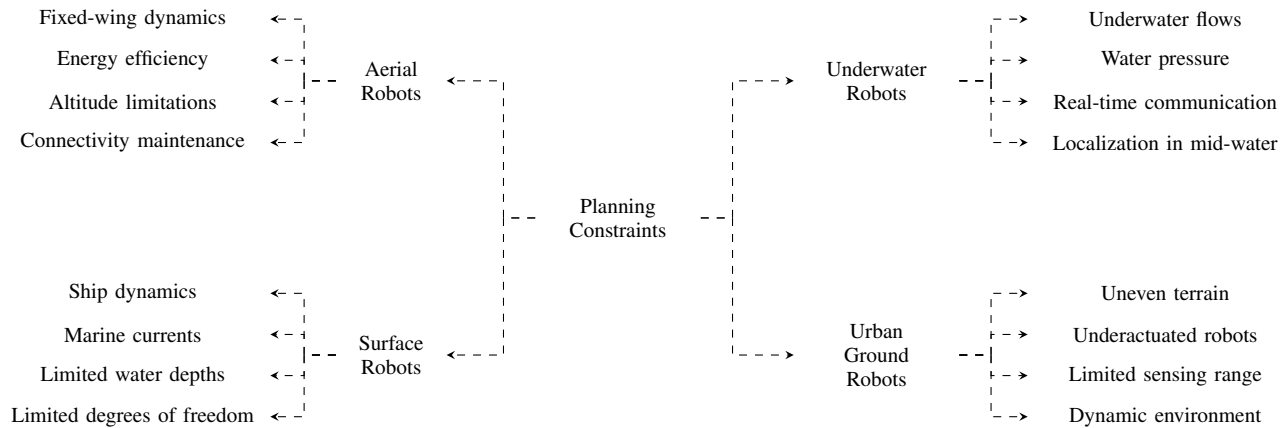 Fixed-wing dynamics
Energy efficiency
Altitude limitations
Connectivity maintenance
Aerial
Robots
Underwater
Robots
Underwater flows
Water pressure
Real-time communication
Localization in mid-water
Planning
Constraints
Ship dynamics
Marine currents
Limited water depths
Limited degrees of freedom
Surface
Robots
Urban
Ground
Robots
Uneven terrain
Underactuated robots
Limited sensing range
Dynamic environment